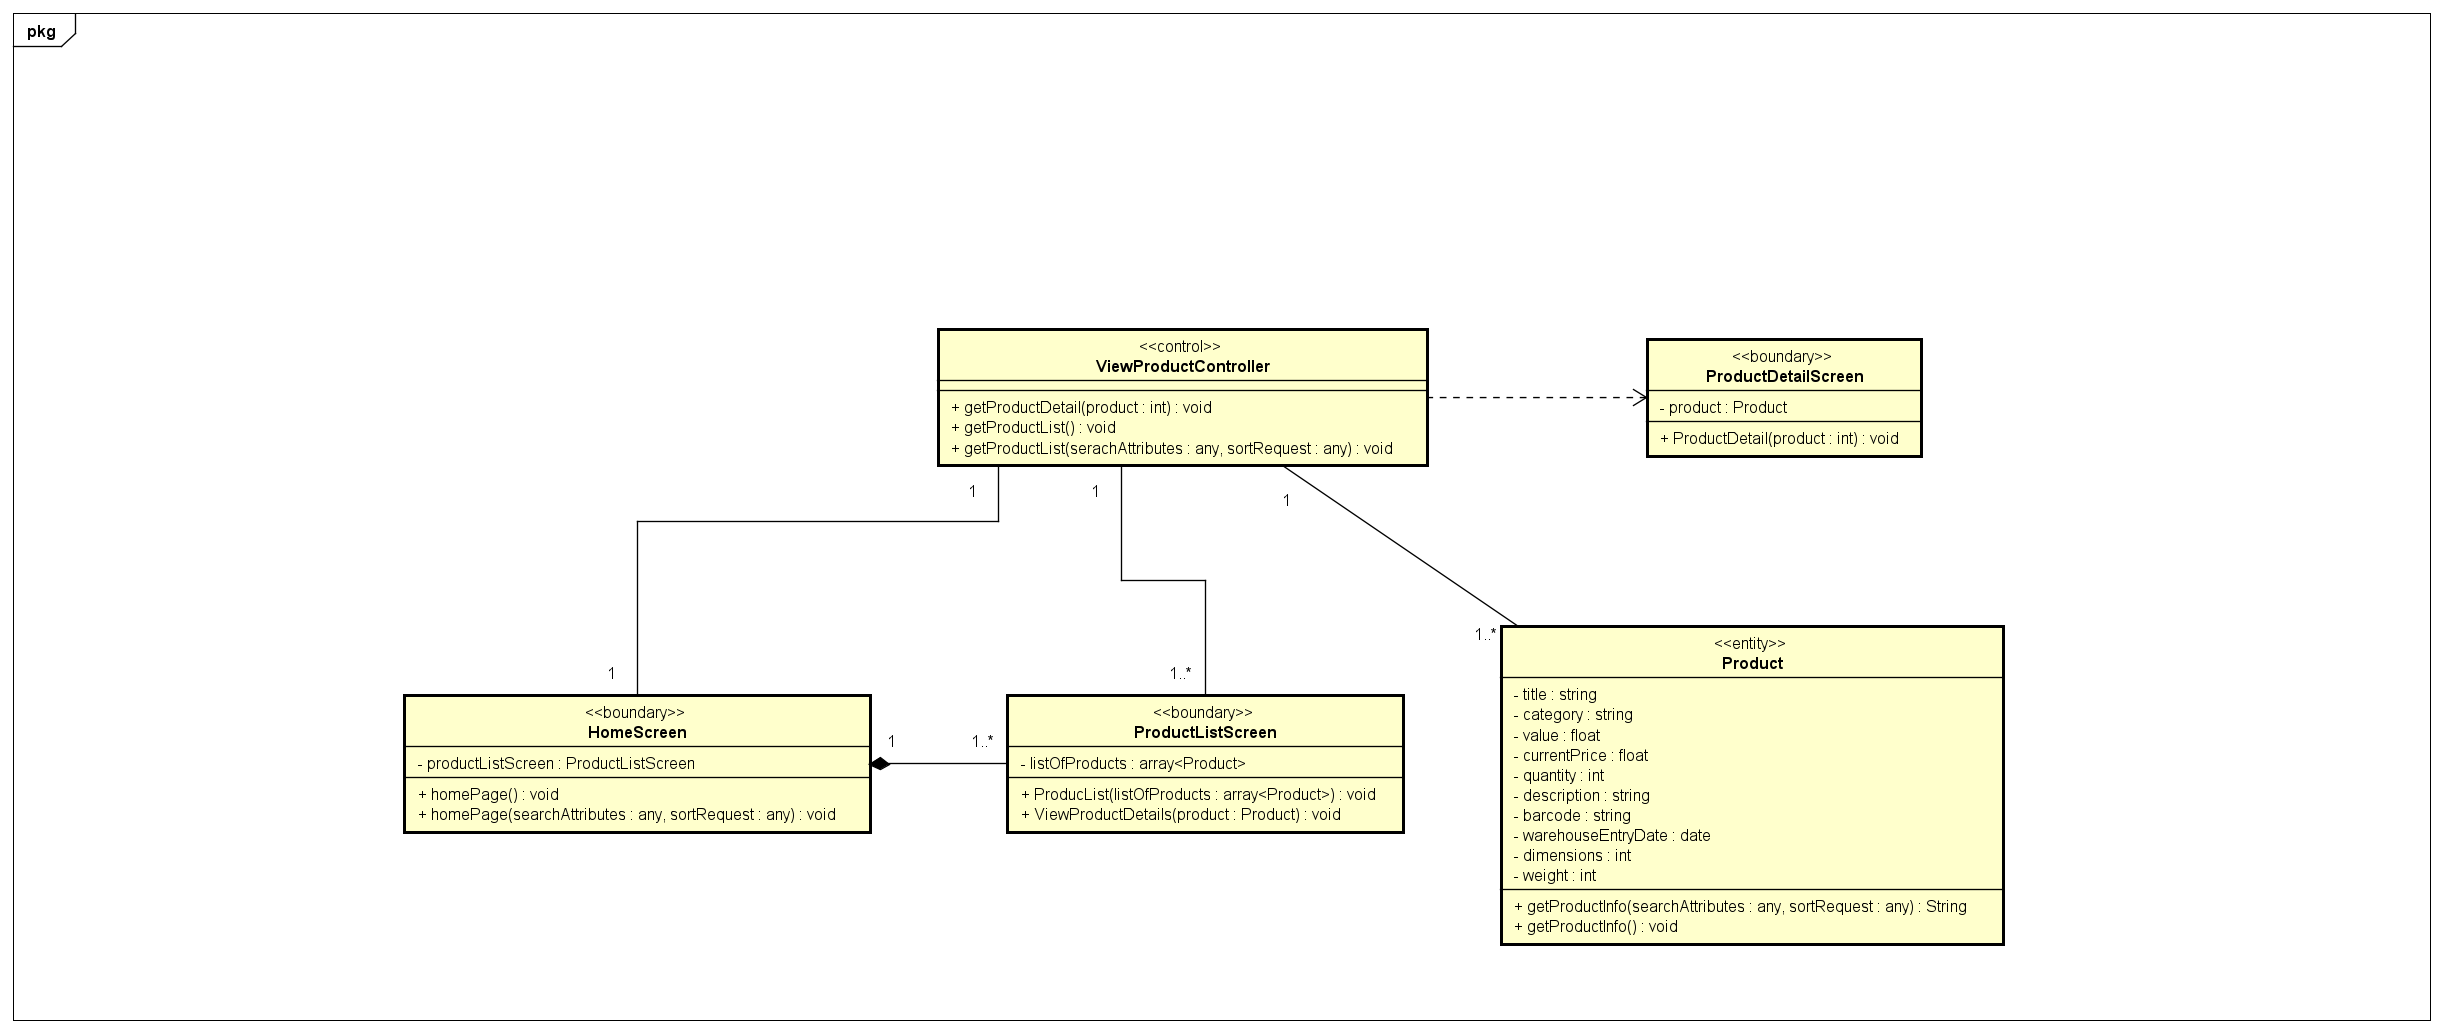 pkg
<<control>>
ViewProductController
+ getProductDetail(product : int) : void
+ getProductList() : void
+ getProductList(serachAttributes : any, sortRequest : any) : void
<<boundary>>
ProductDetailScreen
- product : Product
+ ProductDetail(product : int) : void
1
1
1
1
1..*
1..*
<<boundary>>
HomeScreen
- productListScreen : ProductListScreen
+ homePage() : void
+ homePage(searchAttributes : any, sortRequest : any) : void
1
1..*
<<boundary>>
ProductListScreen
- listOfProducts : array<Product>
+ ProducList(listOfProducts : array<Product>) : void
+ ViewProductDetails(product : Product) : void
<<entity>>
Product
- title : string
- category : string
- value : float
- currentPrice : float
- quantity : int
- description : string
- barcode : string
- warehouseEntryDate : date
- dimensions : int
- weight : int
+ getProductInfo(searchAttributes : any, sortRequest : any) : String
+ getProductInfo() : void